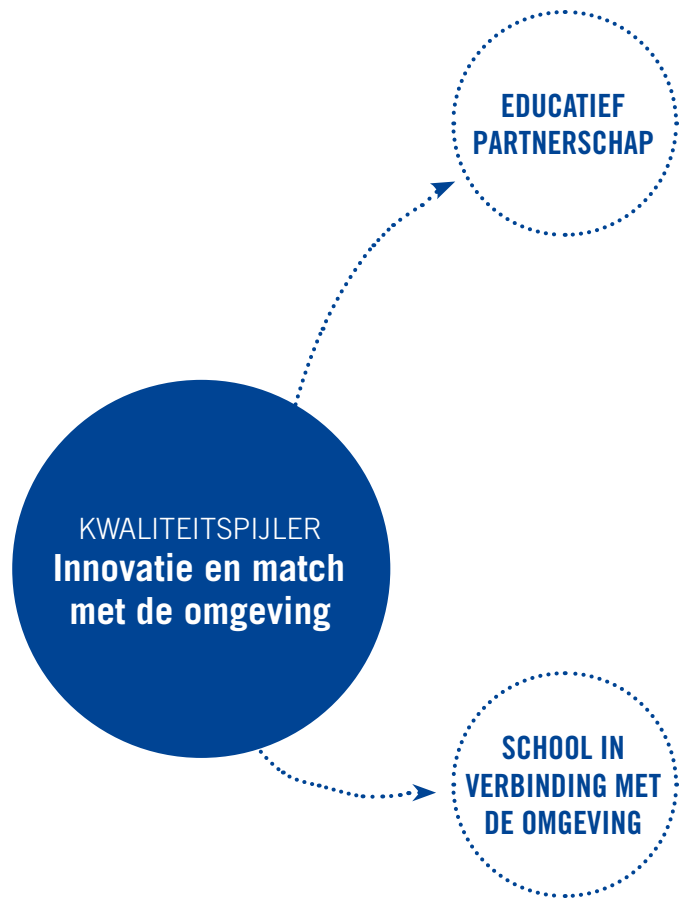 EDUCATIEF
PARTNERSCHAP
KWALITEITSPIJLER
Innovatie en match
met de omgeving
SCHOOL IN
VERBINDING MET
DE OMGEVING